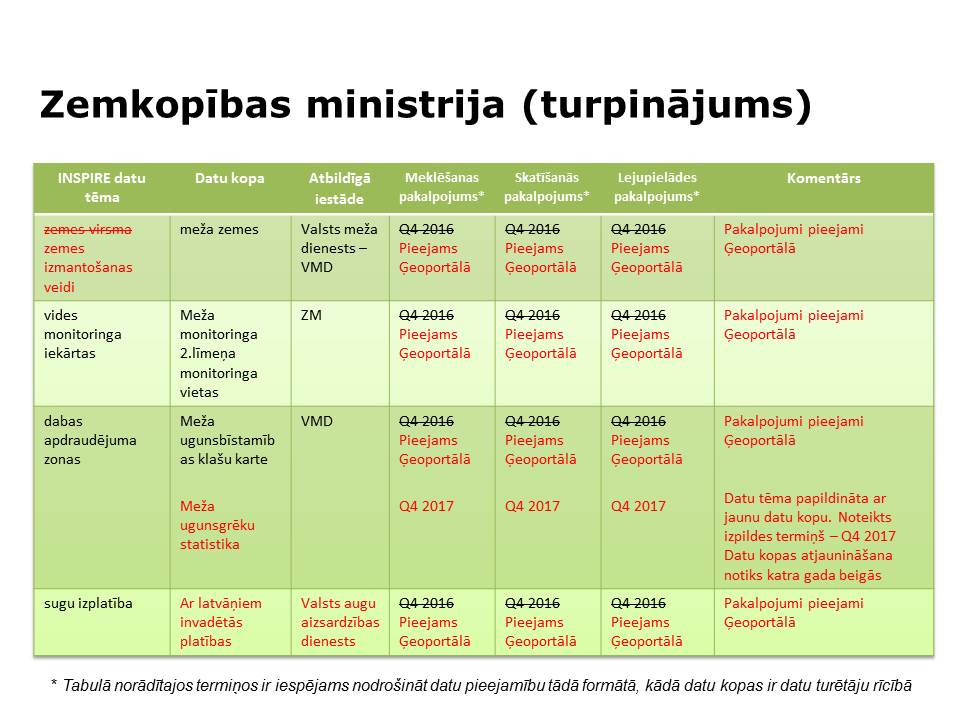 Zemkopības ministrija (turpinājums)
INSPIRE datu tēma
Datu kopa
Atbildīgā iestāde
Meklēšanas pakalpojums*
Skatīšanās pakalpojums*
Lejupielādes pakalpojums*
Komentārs
zemes virsma
zemes
izmantošanas
veidi
meža zemes
Valsts meža
dienests –
VMD
Q4 2016
Pieejams
Ģeoportālā
Q4 2016
Pieejams
Ģeoportālā
Q4 2016
Pieejams
Ģeoportālā
Pakalpojumi pieejami
Ģeoportālā
vides
monitoringa
iekārtas
Meža
monitoringa
2.līmeņa
monitoringa
vietas
ZM
Q4 2016
Pieejams
Ģeoportālā
Q4 2016
Pieejams
Ģeoportālā
Q4 2016
Pieejams
Ģeoportālā
Pakalpojumi pieejami
Ģeoportālā
dabas
apdraudējuma
zonas
Meža
ugunsbīstamīb
as klašu karte
VMD
Q4 2016
Pieejams
Ģeoportālā
Q4 2016
Pieejams
Ģeoportālā
Q4 2016
Pieejams
Ģeoportālā
Pakalpojumi pieejami
Ģeoportālā
Meža
ugunsgrēku
statistika
Q4 2017
Q4 2017
Q4 2017
Datu tēma papildināta ar
jaunu datu kopu. Noteikts
izpildes termiņš – Q4 2017
Datu kopas atjaunināšana
notiks katra gada beigās
sugu izplatība
Ar latvāņiem
invadētās
platības
Valsts augu
aizsardzības
dienests
Q4 2016
Pieejams
Ģeoportālā
Q4 2016
Pieejams
Ģeoportālā
Q4 2016
Pieejams
Ģeoportālā
Pakalpojumi pieejami
Ģeoportālā
* Tabulā norādītajos termiņos ir iespējams nodrošināt datu pieejamību tādā formātā, kādā datu kopas ir datu turētāju rīcībā